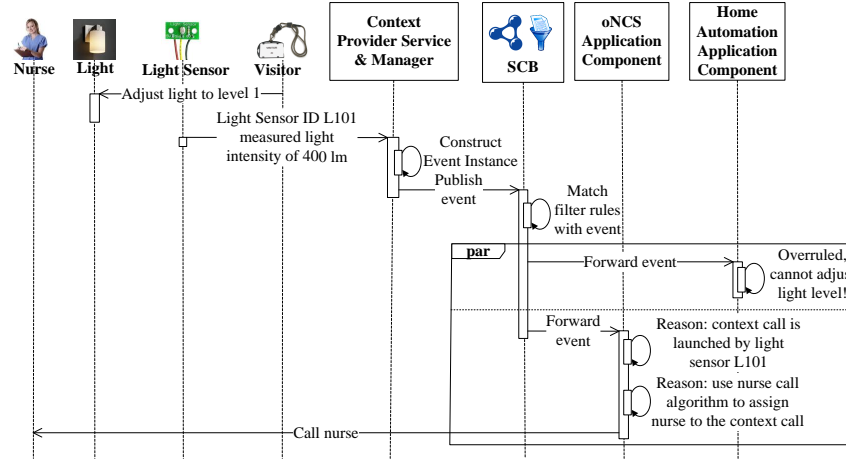 Nurse
Light
Light Sensor
Visitor
Context
Provider Service
& Manager
SCB
oNCS
Application
Component
Home
Automation
Application
Component
Adjust light to level 1
Light Sensor ID L101
measured light
intensity of 400 lm
Construct
Event Instance
Publish
event
Match
filter rules
with event
par
Forward event
Overruled,
cannot adjust
light level!
Forward
event
Reason: context call is
launched by light
sensor L101
Reason: use nurse call
algorithm to assign
nurse to the context call
Call nurse